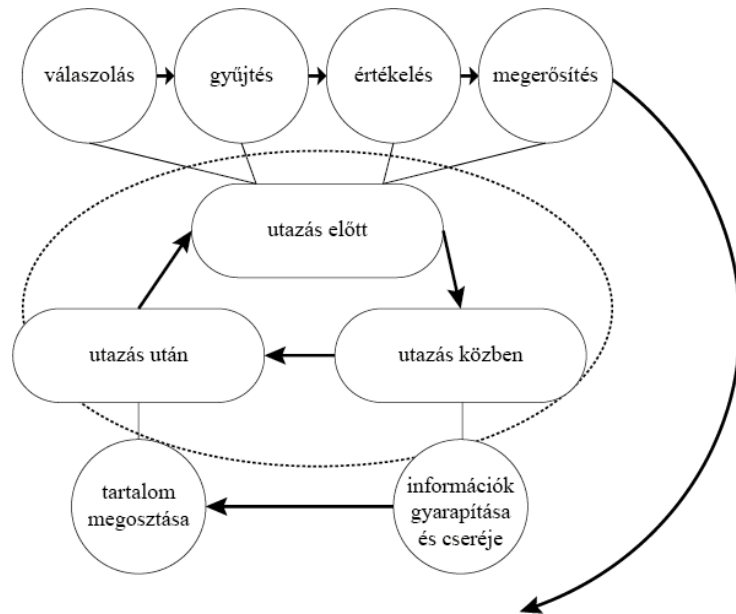 válaszolás
gyűjtés
értékelés
megerősítés
utazás előtt
utazás után
utazás közben
tartalom
megosztása
információk
gyarapítása
és cseréje